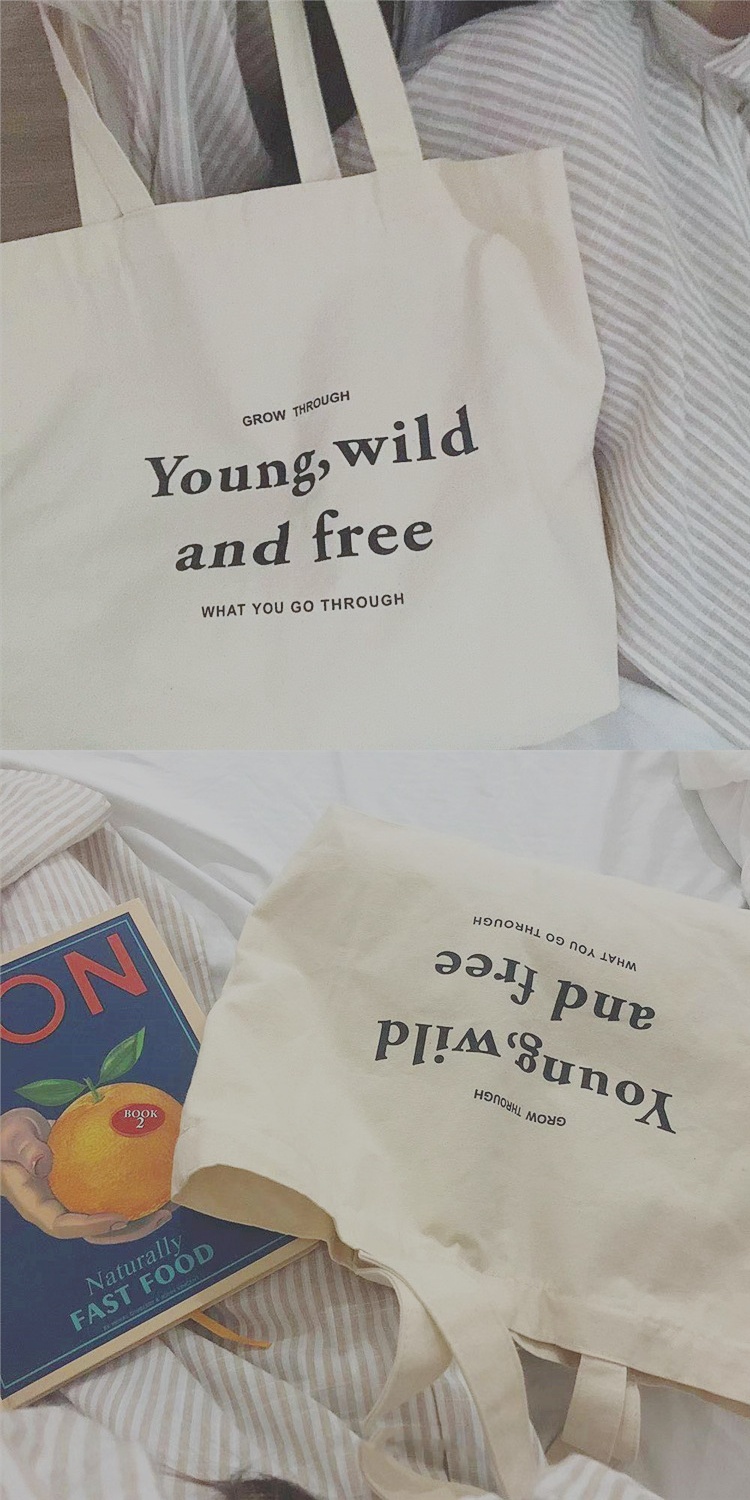 GROW THROUGH
Young, wild
and free
WHAT YOU GO THROUGH
ON
BOOK
2
Naturally
FAST FOOD
WHAT YOU GO THROUGH
and free
Young, wild
GROW THROUGH